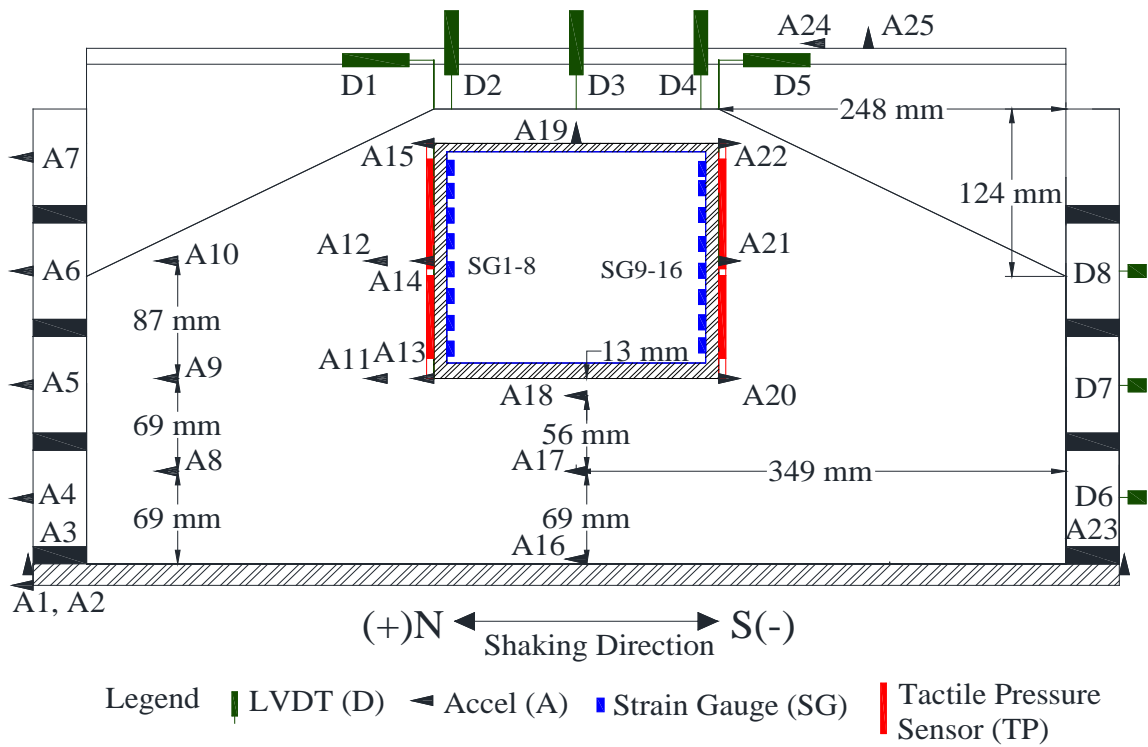 A24 A25
D1 D2 D3 D4 D5
248 mm
A7 A15 A19 A22
124 mm
A6 A10 A12 A21
A14 SG1-8 SG9-16 D8
87 mm
13 mm
A5 A9 A11 A13 A18 A20 D7
69 mm 56 mm
A8 A17 349 mm
A4 D6
69 mm 69 mm
A3 A16 A23
A1, A2
(+)N S(-)
Shaking Direction
Legend LVDT (D) Accel (A) Strain Gauge (SG) Tactile Pressure
Sensor (TP)